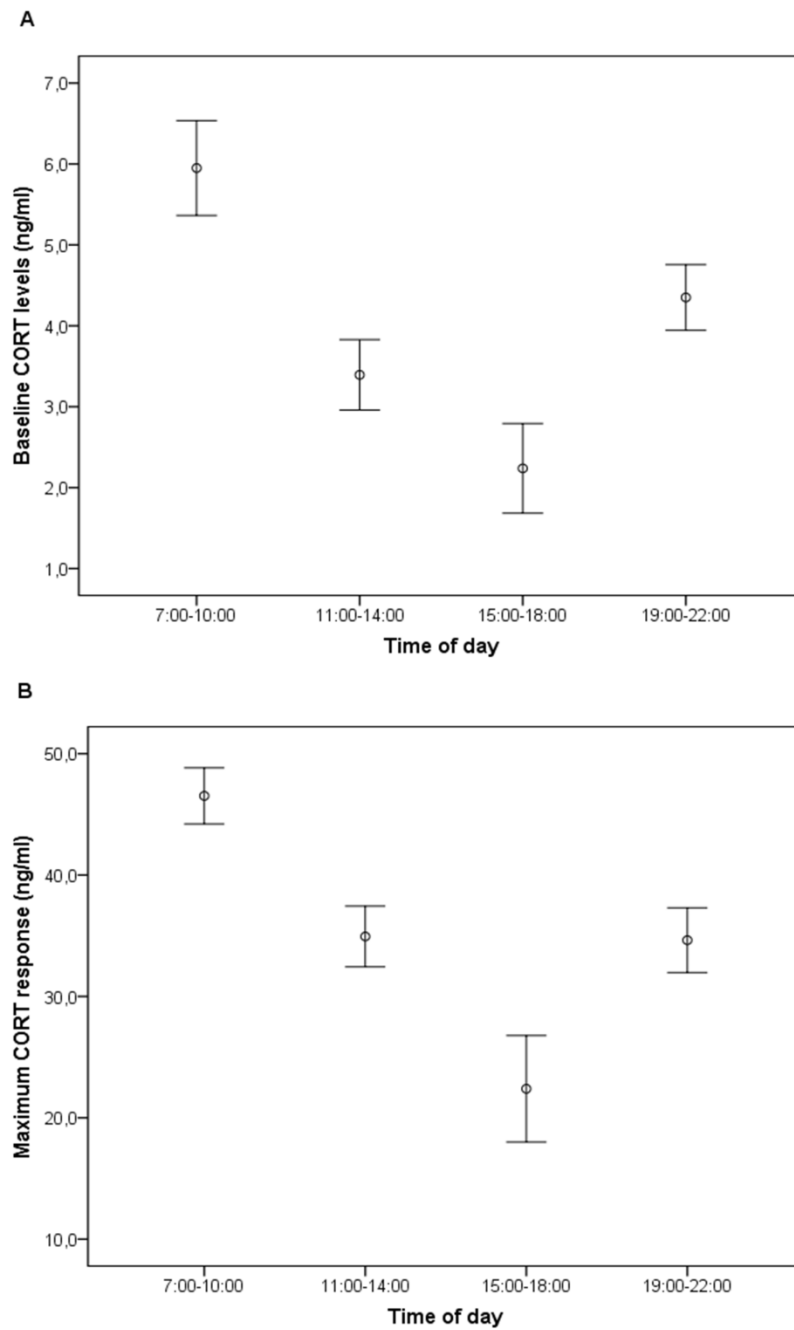 A
7,0
6,0
5,0
4,0
3,0
2,0
1,0
Baseline CORT levels (ng/ml)
7:00-10:00 11:00-14:00 15:00-18:00 19:00-22:00
Time of day
B
50,0
40,0
30,0
20,0
10,0
Maximum CORT response (ng/ml)
7:00-10:00 11:00-14:00 15:00-18:00 19:00-22:00
Time of day